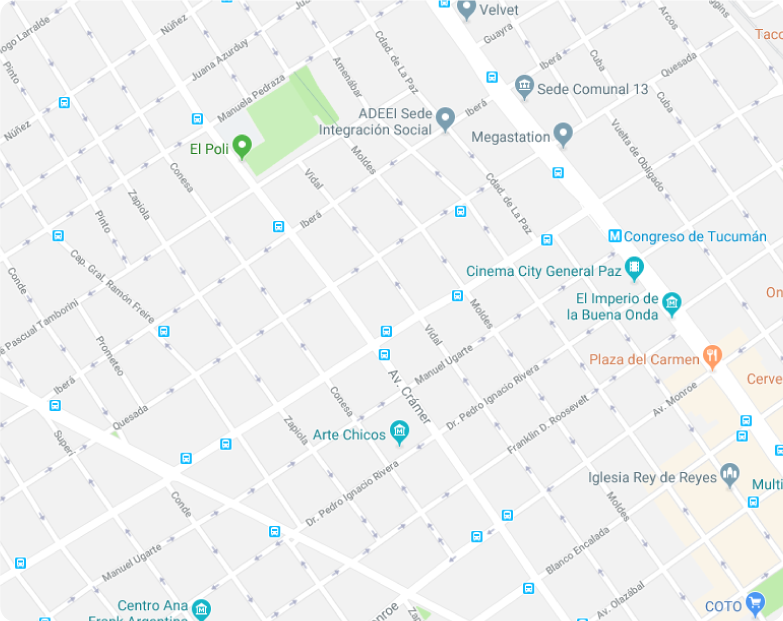 Velvet
Núñez
Guayra
Arcos
Taco
Cdad. de La Paz
Juana Azurduy
Cuba
Iberá
Quesada
Pinto
Amenábar
Manuela Pedraza
Sede Comunal 13
Cuba
Iberá
ADEEI Sede
Integración Social
Megastation
Núñez
El Poli
Vuelta de Obligado
Moldes
Conesa
Vidal
Cdad. de La Paz
Zapiola
Pinto
Iberá
M
Congreso de Tucumán
Cinema City General Paz
Conde
Cap. Gral. Ramón Freire
El Imperio de
la Buena Onda
On
Moldes
Pascual Tamborini
Vidal
Prometeo
Manuel Ugarte
Plaza del Carmen
Iberá
Dr. Pedro Ignacio Rivera
Cerve
Av. Crámer
Conesa
Av. Monroe
Quesada
Franklin D. Roosevelt
Zapiola
Arte Chicos
Super
Iglesia Rey de Reyes
Multi
Conde
Dr. Pedro Ignacio Rivera
Moldes
Blanco Encalada
Manuel Ugarte
Av. Olazábal
Centro Ana
Frank Argentina
COTO